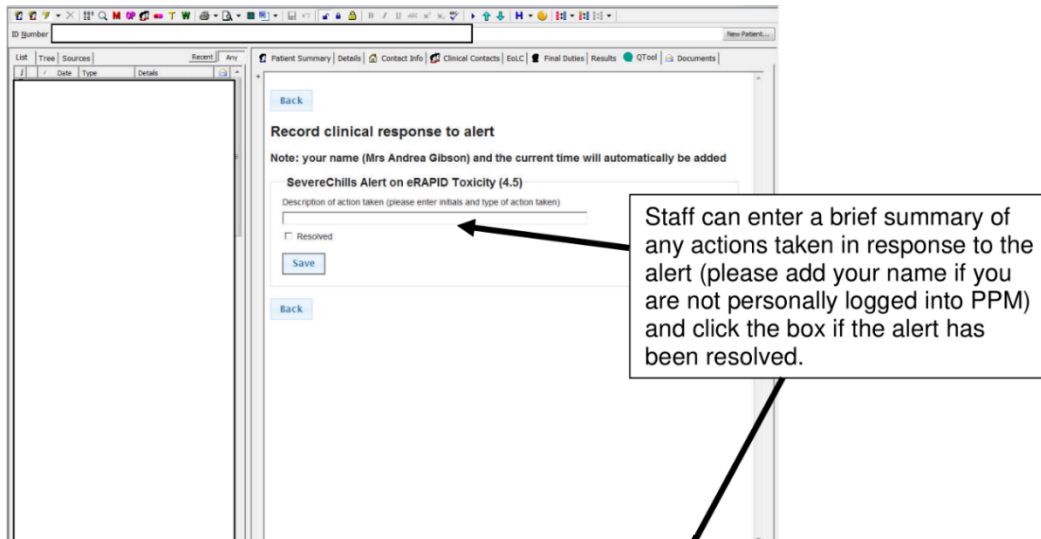 ID Number
New Patient...
List Tree Sources Recent Any
Date Type Details
Patient Summary Details Contact Info Clinical Contacts EoLC Final Duties Results QTool Documents
Back
Record clinical response to alert
Note: your name (Mrs Andrea Gibson) and the current time will automatically be added
SevereChills Alert on eRAPID Toxicity (4.5)
Description of action taken (please enter initials and type of action taken)
Resolved
Save
Back
Staff can enter a brief summary of
any actions taken in response to the
alert (please add your name if you
are not personally logged into PPM)
and click the box if the alert has
been resolved.